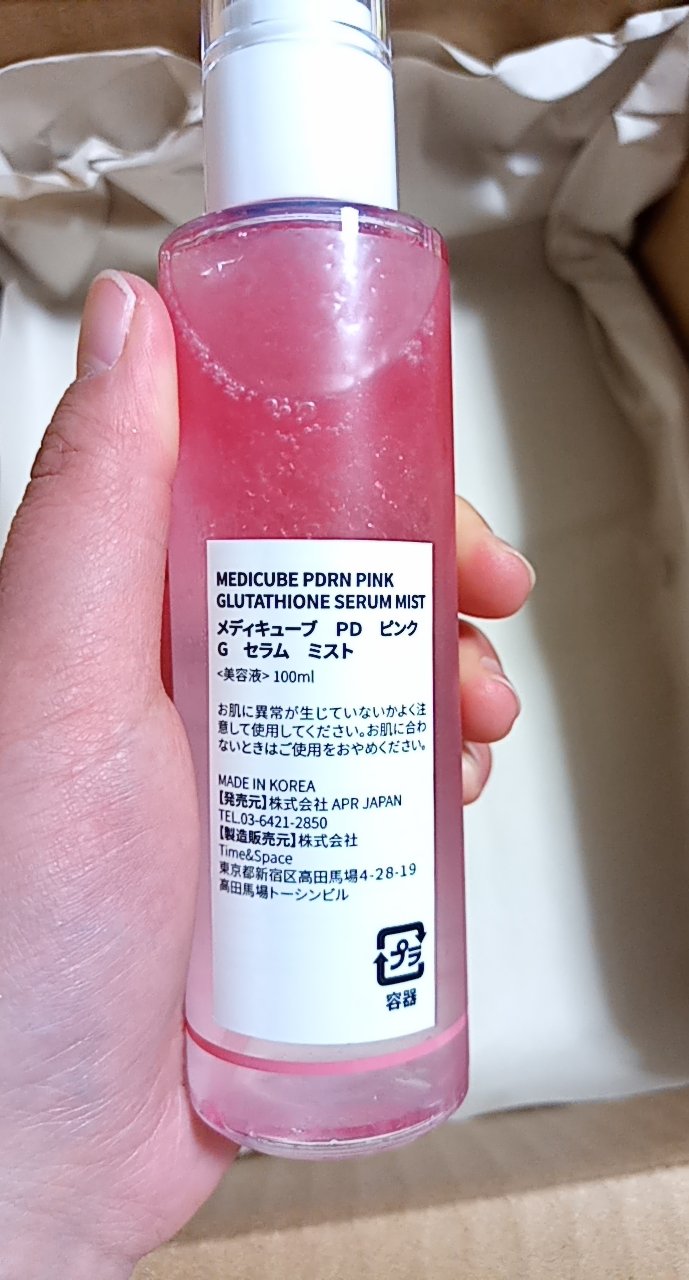 MEDICUBE PDRN PINK
GLUTATHIONE SERUM MIST
メディキューブ　PD　ピンク
G　セラム　ミスト
<美容液> 100ml
お肌に異常が生じていないかよく注
意して使用してください。お肌に合わ
ないときはご使用をおやめください。
MADE IN KOREA
【発売元】株式会社 APR JAPAN
TEL.03-6421-2850
【製造販売元】株式会社
Time&Space
東京都新宿区高田馬場4-28-19
高田馬場トーシンビル
プラ
容器